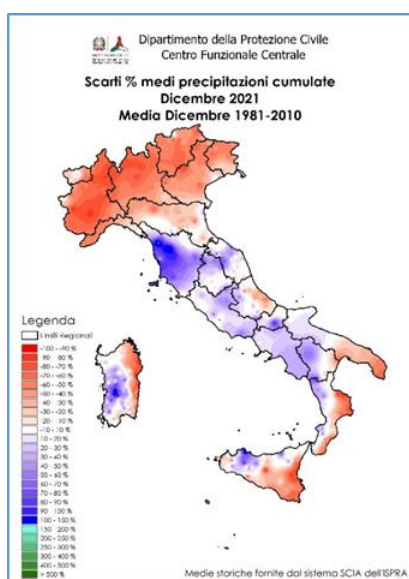 Dipartimento della Protezione Civile
Centro Funzionale Centrale
Scarti % medi precipitazioni cumulate
Dicembre 2021
Media Dicembre 1981-2010
Legenda
Limiti Regionali
-100 - -90 %
-90 - -80 %
-80 - -70 %
-70 - -60 %
-60 - -50 %
-50 - -40 %
-40 - -30 %
-30 - -20 %
-20 - -10 %
-10 - 10 %
10 - 20 %
20 - 30 %
30 - 40 %
40 - 50 %
50 - 60 %
60 - 70 %
70 - 80 %
80 - 90 %
90 - 100 %
100 - 150 %
150 - 200 %
200 - 250 %
250 - 300 %
300 - 400 %
400 - 500 %
> 500 %
Medie storiche fornite dal sistema SCIA dell'ISPRA